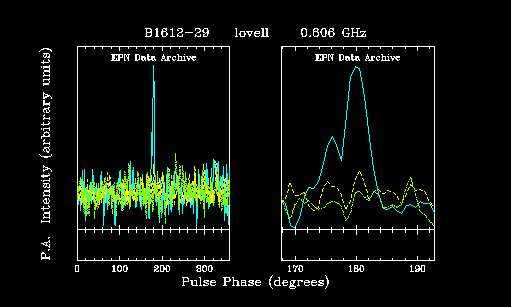 B1612-29 lovell 0.606 GHz
EPN Data Archive
EPN Data Archive
P.A. Intensity (arbitrary units)
0 100 200 300
170 180 190
Pulse Phase (degrees)